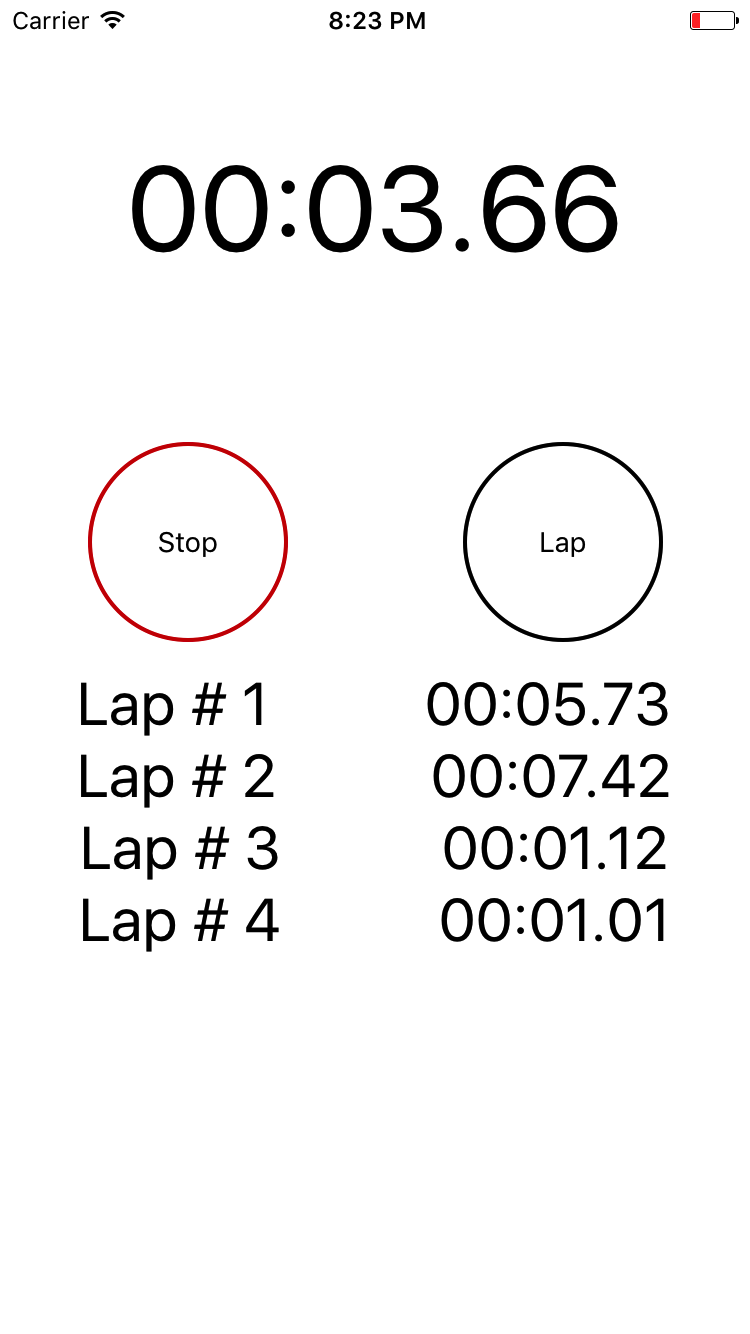 Carrier 8:23 PM
00:03.66
Stop Lap
Lap # 1 00:05.73
Lap # 2 00:07.42
Lap # 3 00:01.12
Lap # 4 00:01.01